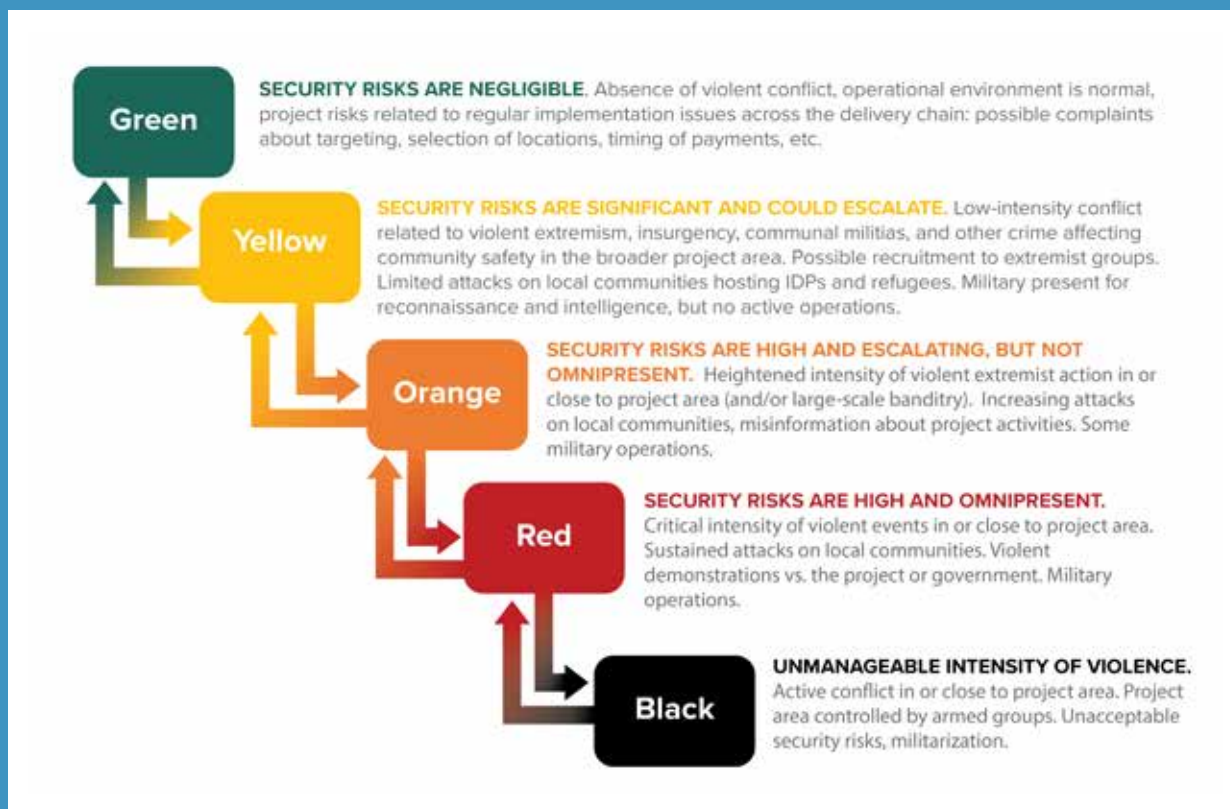 Green
SECURITY RISKS ARE NEGLIGIBLE. Absence of violent conflict, operational environment is normal,
project risks related to regular implementation issues across the delivery chain: possible complaints
about targeting, selection of locations, timing of payments, etc.
Yellow
SECURITY RISKS ARE SIGNIFICANT AND COULD ESCALATE. Low-intensity conflict
related to violent extremism, insurgency, communal militias, and other crime affecting
community safety in the broader project area. Possible recruitment to extremist groups.
Limited attacks on local communities hosting IDPs and refugees. Military present for
reconnaissance and intelligence, but no active operations.
Orange
SECURITY RISKS ARE HIGH AND ESCALATING, BUT NOT
OMNIPRESENT. Heightened intensity of violent extremist action in or
close to project area (and/or large-scale banditry). Increasing attacks
on local communities, misinformation about project activities. Some
military operations.
Red
SECURITY RISKS ARE HIGH AND OMNIPRESENT.
Critical intensity of violent events in or close to project area.
Sustained attacks on local communities. Violent
demonstrations vs. the project or government. Military
operations.
Black
UNMANAGEABLE INTENSITY OF VIOLENCE.
Active conflict in or close to project area. Project
area controlled by armed groups. Unacceptable
security risks, militarization.